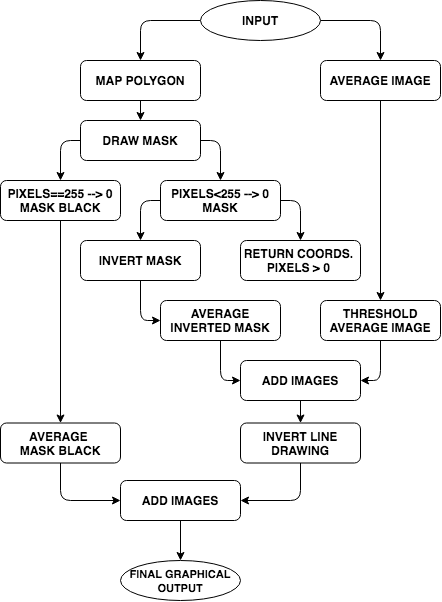 INPUT
MAP POLYGON
AVERAGE IMAGE
DRAW MASK
PIXELS==255 --> 0
MASK BLACK
PIXELS<255 --> 0
MASK
INVERT MASK
RETURN COORDS.
PIXELS > 0
AVERAGE
INVERTED MASK
THRESHOLD
AVERAGE IMAGE
ADD IMAGES
AVERAGE
MASK BLACK
INVERT LINE
DRAWING
ADD IMAGES
FINAL GRAPHICAL
OUTPUT